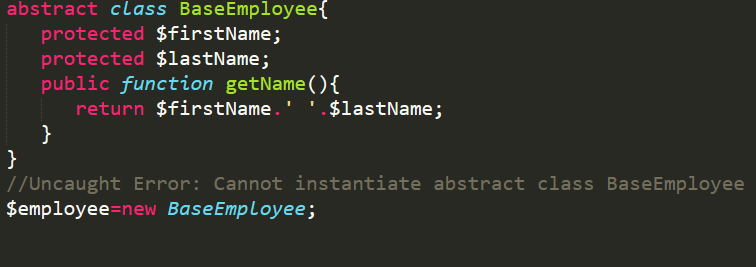 abstract class BaseEmployee{
protected $firstName;
protected $lastName;
public function getName(){
return $firstName.' '.$lastName;
}
}
//Uncaught Error: Cannot instantiate abstract class BaseEmployee
$employee=new BaseEmployee;